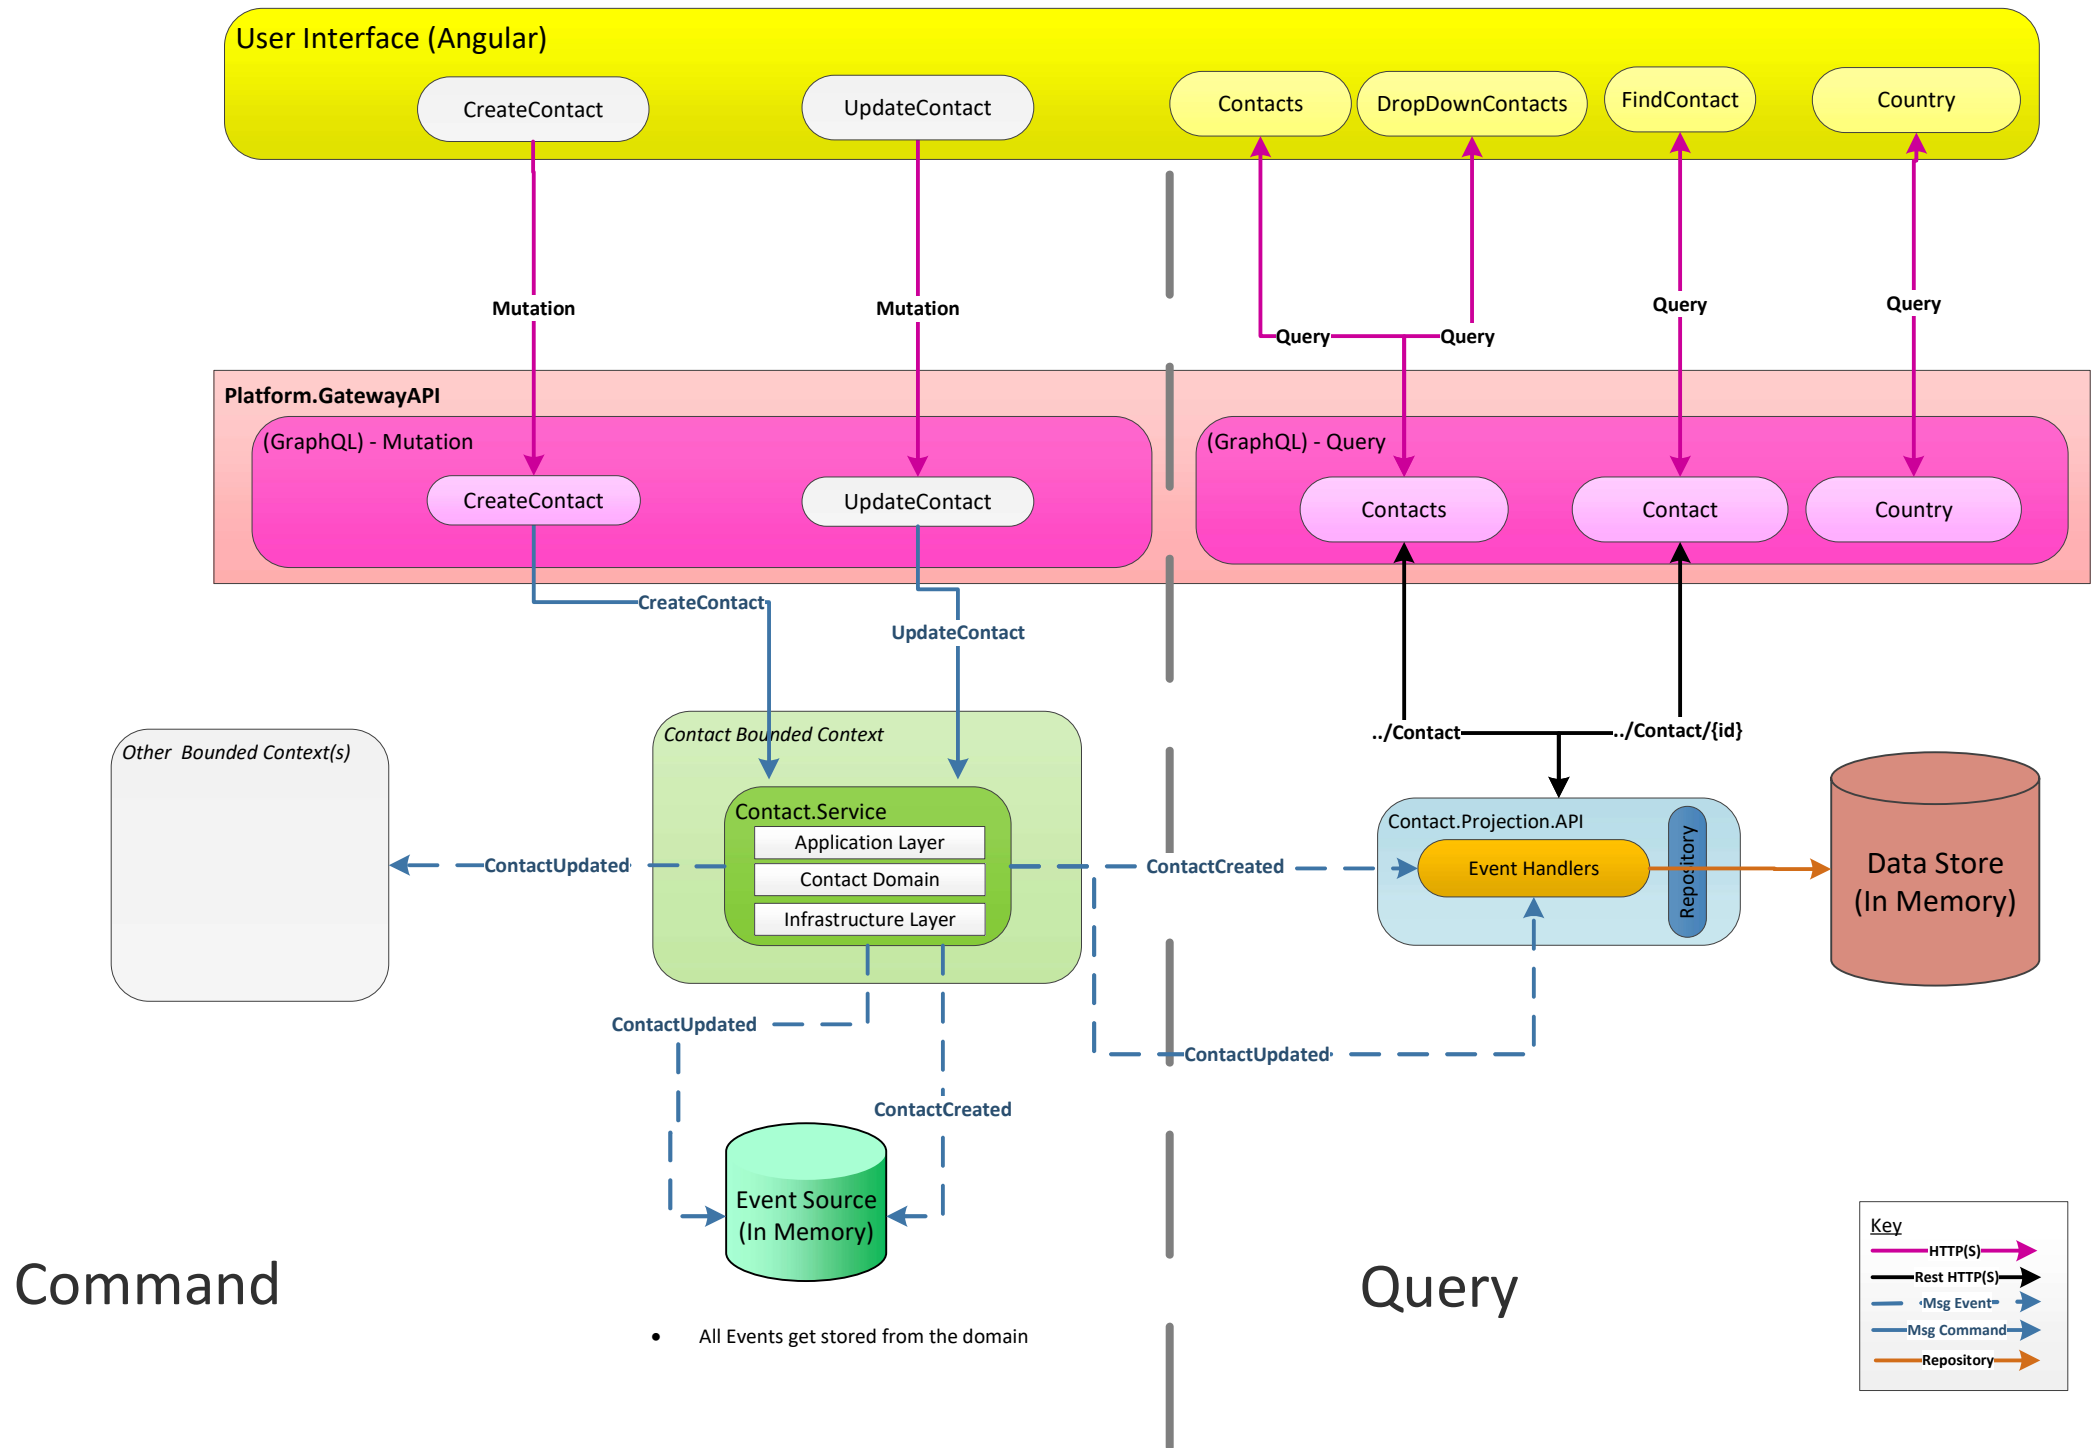 User Interface (Angular)
CreateContact
UpdateContact
Contacts
DropDownContacts
FindContact
Country
Mutation
Mutation
Query
Query
Query
Query
Platform.GatewayAPI
(GraphQL) - Mutation
(GraphQL) - Query
CreateContact
UpdateContact
Contacts
Contact
Country
CreateContact
UpdateContact
Other  Bounded Context(s)
Contact Bounded Context
Contact.Service
Application Layer
Contact Domain
Infrastructure Layer
../Contact
../Contact/{id}
Contact.Projection.API
Event Handlers
Repository
Data Store
(In Memory)
ContactUpdated
ContactCreated
ContactUpdated
ContactUpdated
ContactCreated
Event Source
(In Memory)
Command
Query
• All Events get stored from the domain
Key
HTTP(S)
Rest HTTP(S)
Msg Event
Msg Command
Repository